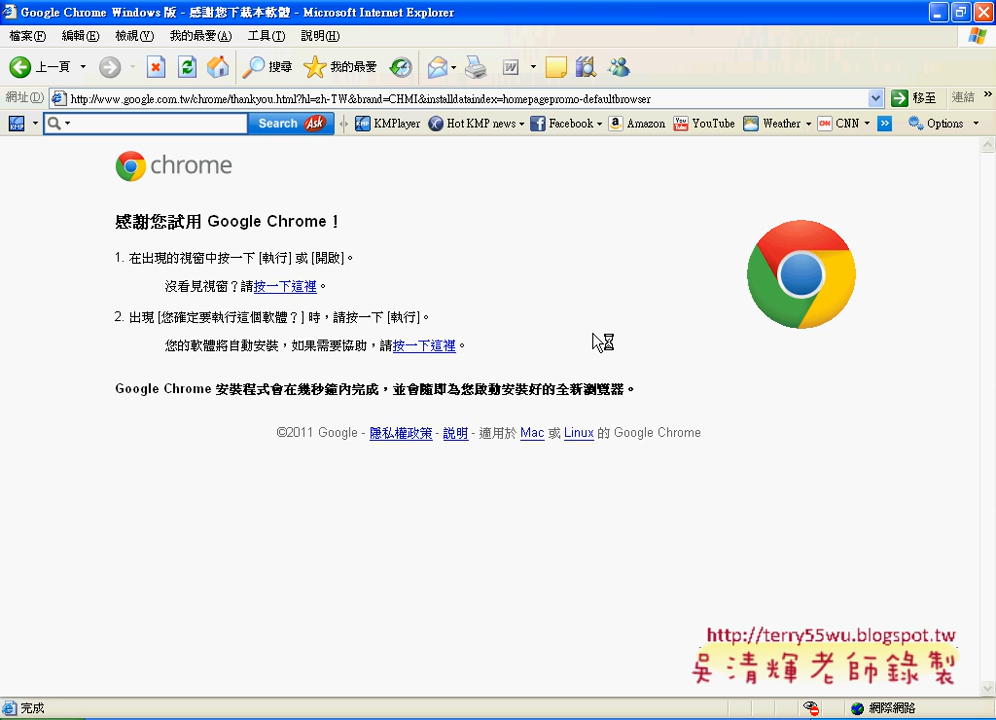 Google Chrome Windows 版 - 感謝您下載本軟體 - Microsoft Internet Explorer
檔案(F) 編輯(E) 檢視(V) 我的最愛(A) 工具(T) 說明(H)
上一頁 搜尋 我的最愛
網址(D) http://www.google.com.tw/chrome/thankyou.html?hl=zh-TW&brand=CHMI&installdataindex=homepagepromo-defaultbrowser 移至 連結 »
Search Ask KMPlayer Hot KMP news Facebook Amazon YouTube Weather CNN » Options
chrome
感謝您試用 Google Chrome！
1. 在出現的視窗中按一下 [執行] 或 [開啟]。
沒看見視窗？請按一下這裡。
2. 出現 [您確定要執行這個軟體？] 時，請按一下 [執行]。
您的軟體將自動安裝，如果需要協助，請按一下這裡。
Google Chrome 安裝程式會在幾秒鐘內完成，並會隨即為您啟動安裝好的全新瀏覽器。
©2011 Google - 隱私權政策 - 説明 - 適用於 Mac 或 Linux 的 Google Chrome
http://terry55wu.blogspot.tw
吳清輝老師錄製
完成 網際網路